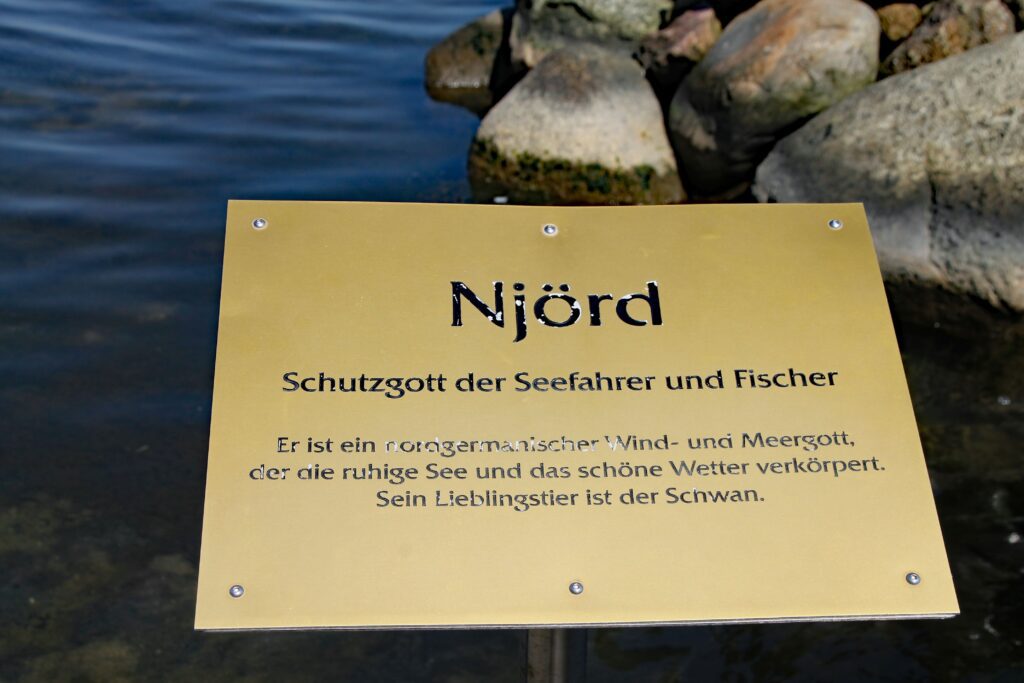 Njörd
Schutzgott der Seefahrer und Fischer
Er ist ein nordgermanischer Wind- und Meergott,
der die ruhige See und das schöne Wetter verkörpert.
Sein Lieblingstier ist der Schwan.